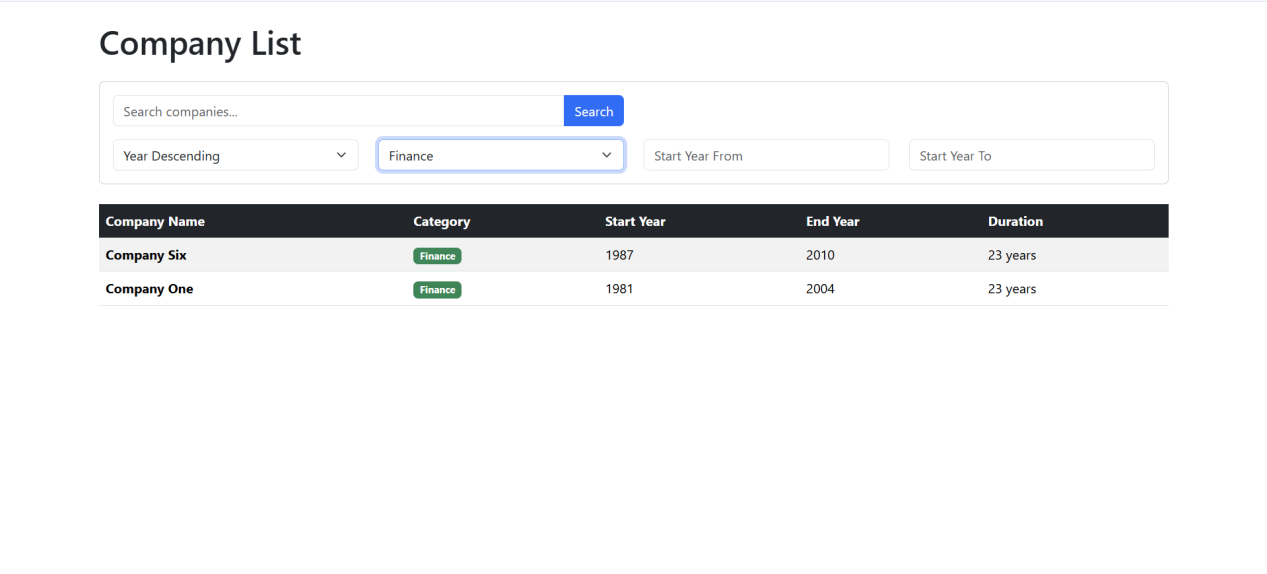 Company List
Search companies... Search
Year Descending Finance Start Year From Start Year To
Company Name Category Start Year End Year Duration
Company Six Finance 1987 2010 23 years
Company One Finance 1981 2004 23 years